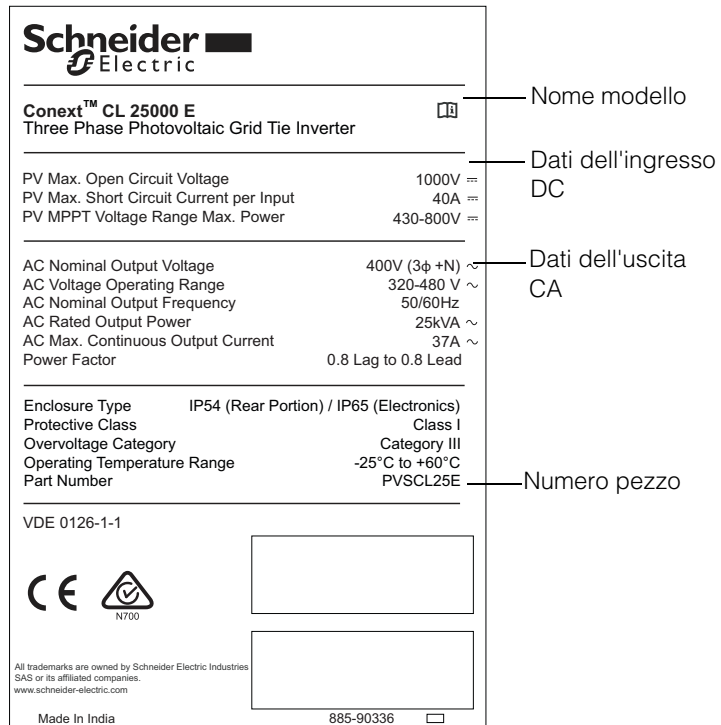 Schneider
Electric
Conext™ CL 25000 E
Three Phase Photovoltaic Grid Tie Inverter
Nome modello
PV Max. Open Circuit Voltage 1000V ⎓
PV Max. Short Circuit Current per Input 40A ⎓
PV MPPT Voltage Range Max. Power 430-800V ⎓
Dati dell'ingresso
DC
AC Nominal Output Voltage 400V (3ϕ +N) ∼
AC Voltage Operating Range 320-480 V ∼
AC Nominal Output Frequency 50/60Hz
AC Rated Output Power 25kVA ∼
AC Max. Continuous Output Current 37A ∼
Power Factor 0.8 Lag to 0.8 Lead
Dati dell'uscita
CA
Enclosure Type IP54 (Rear Portion) / IP65 (Electronics)
Protective Class Class I
Overvoltage Category Category III
Operating Temperature Range -25°C to +60°C
Part Number PVSCL25E
Numero pezzo
VDE 0126-1-1
CE
N700
All trademarks are owned by Schneider Electric Industries
SAS or its affiliated companies.
www.schneider-electric.com
Made In India 885-90336